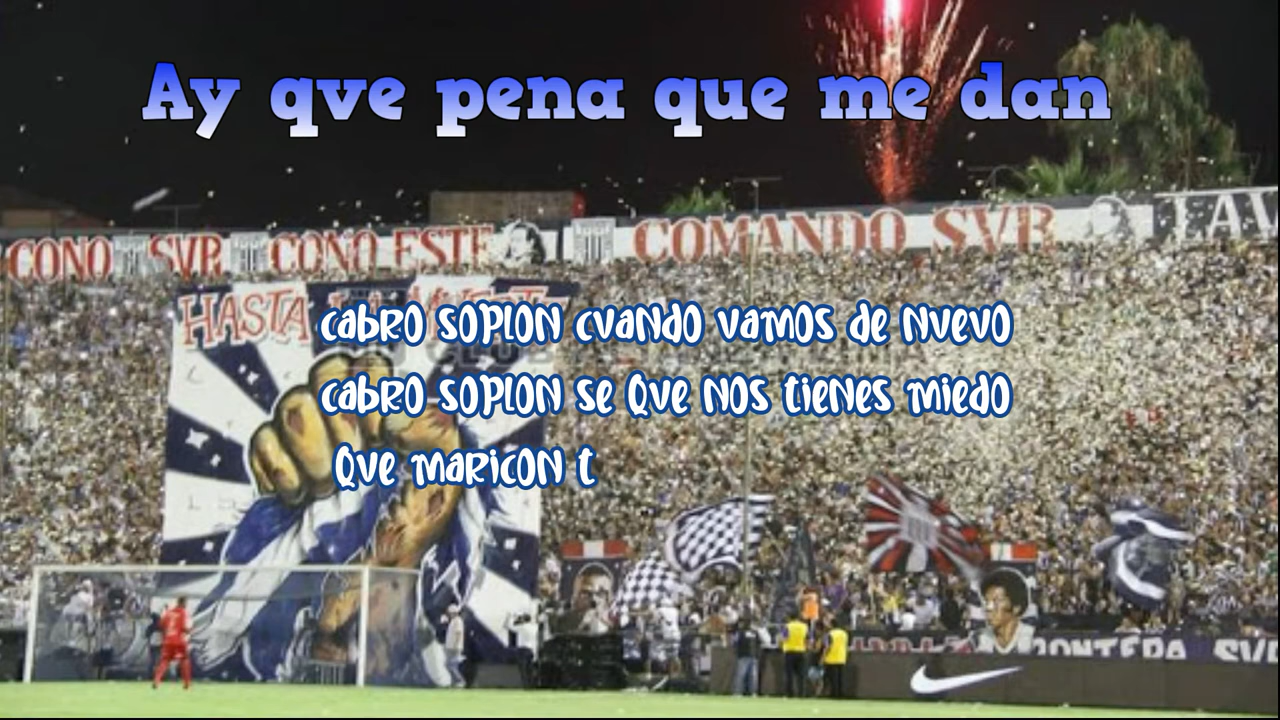 Ay qve pena que me dan
CONO SVR CONO ESTE COMANDO SVR
HASTA
CABRO SOPLON CVANDO VAMOS DE NVEVO
CABRO SOPLON SE QVE NOS TIENES MIEDO
QVE MARICON T